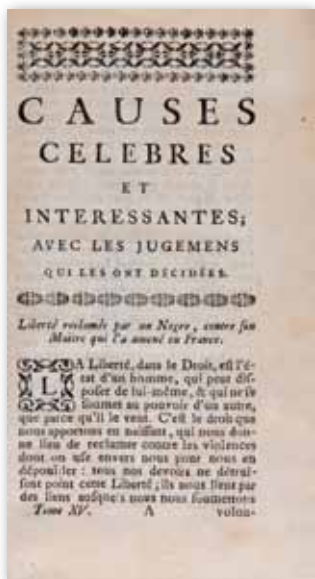 CAUSES
CELEBRES
ET
INTERESSANTES;
AVEC LES JUGEMENS
QUI LES ONT DÉCIDÉES.
Liberté reclamée par un Negre, contre son
Maître qui l'a amené en France.
LA Liberté, dans le Droit, est l'é-
tat d'un homme, qui peut dis-
poser de lui-même, & qui ne se
soumet au pouvoir d'un autre,
que parce qu'il le veut. C'est le droit que
nous apportons en naissant, qui nous don-
ne lieu de reclamer contre les violences
dont on use envers nous pour nous en
dépouiller: tous nos devoirs ne détrui-
sent point cette Liberté; ils nous lient par
des liens ausquels nous nous soumettons
Tome XV. A volon-